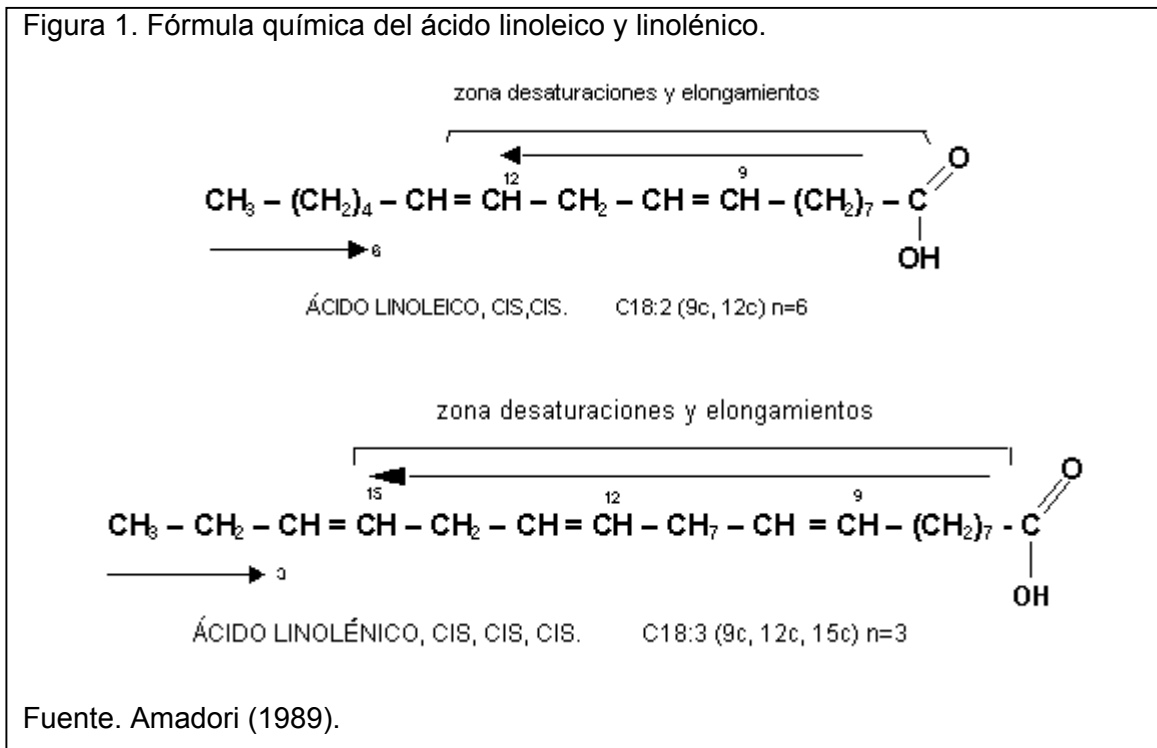 Figura 1. Fórmula química del ácido linoleico y linolénico.
zona desaturaciones y elongamientos
12 9 O
CH₃ – (CH₂)₄ – CH = CH – CH₂ – CH = CH – (CH₂)₇ – C
6 OH
ÁCIDO LINOLEICO, CIS,CIS. C18:2 (9c, 12c) n=6
zona desaturaciones y elongamientos
15 12 9 O
CH₃ – CH₂ – CH = CH – CH₂ – CH = CH – CH₇ – CH = CH – (CH₂)₇ - C
3 OH
ÁCIDO LINOLÉNICO, CIS, CIS, CIS. C18:3 (9c, 12c, 15c) n=3
Fuente. Amadori (1989).